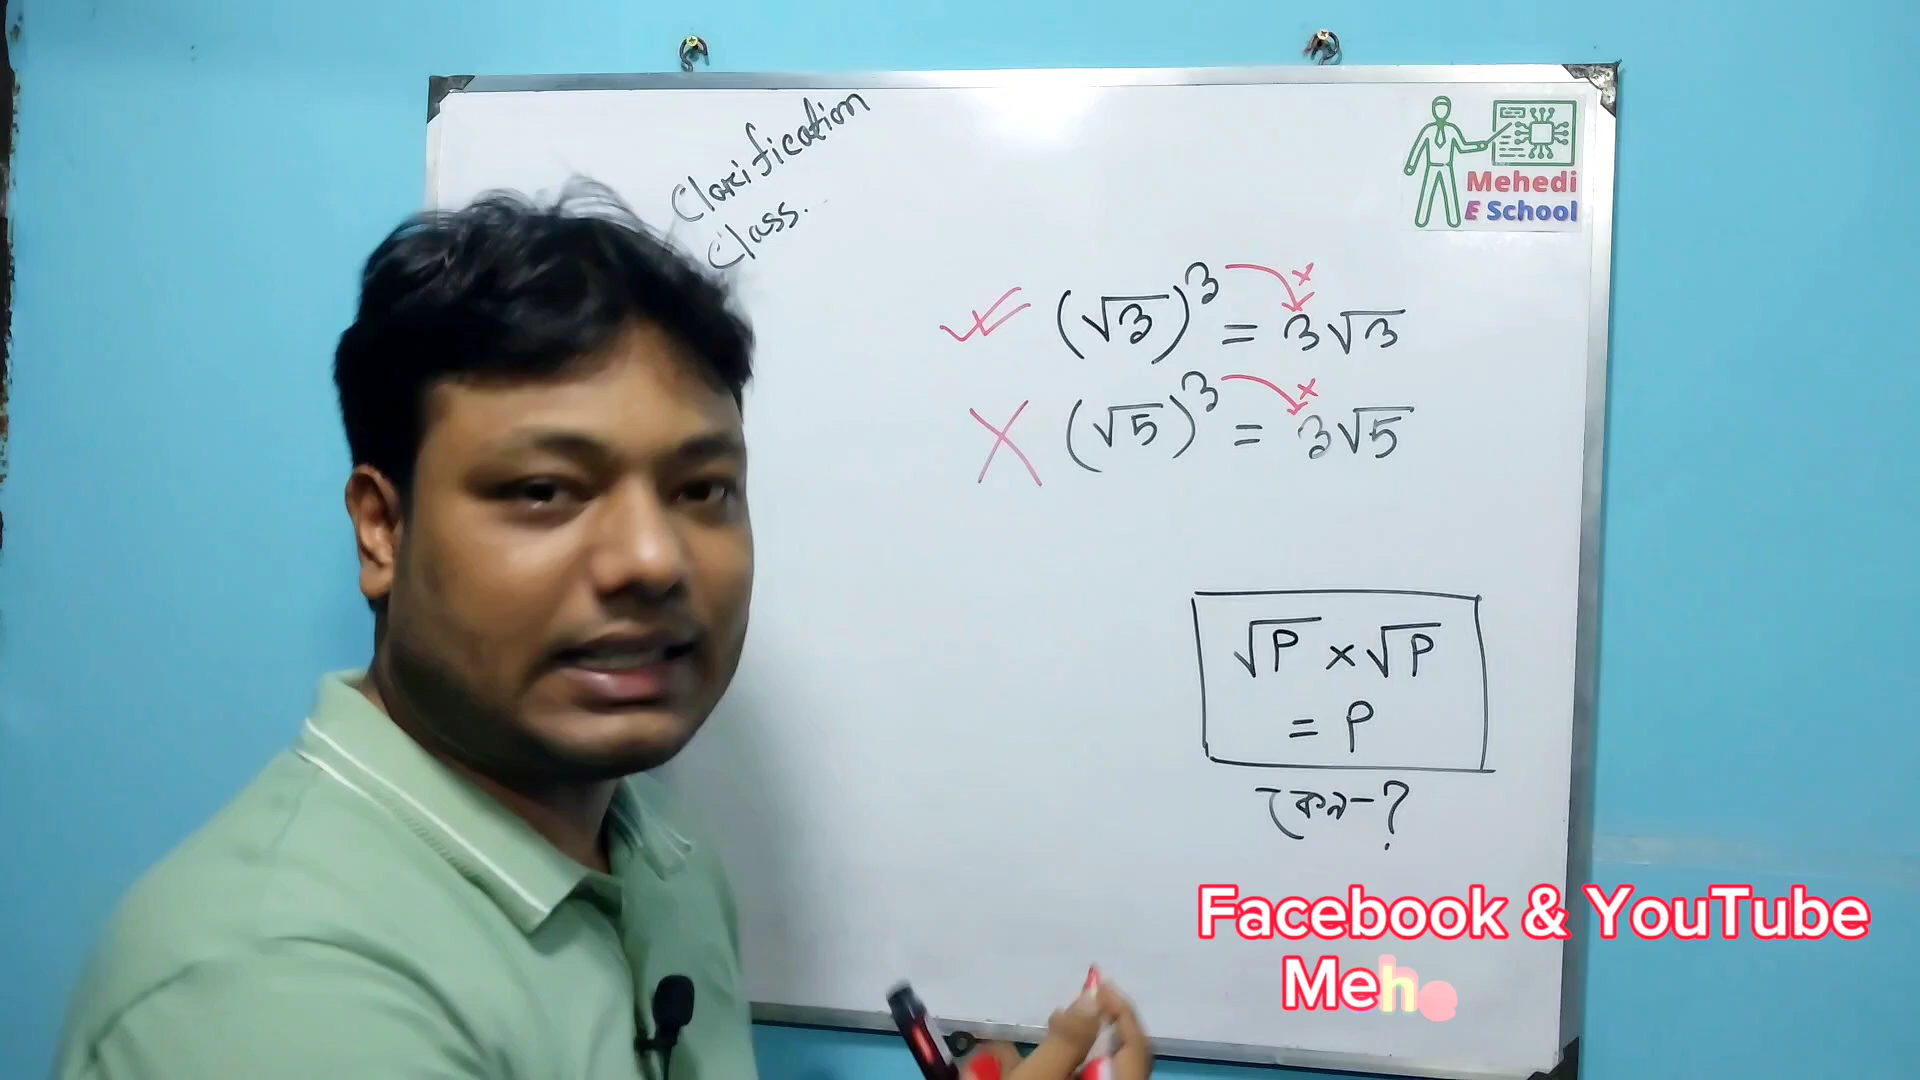 Clarification
Class..
Mehedi
E School
(√3)³ = 3√3
(√5)³ = 3√5
√P × √P
= P
কেন-?
Facebook & YouTube
Meh